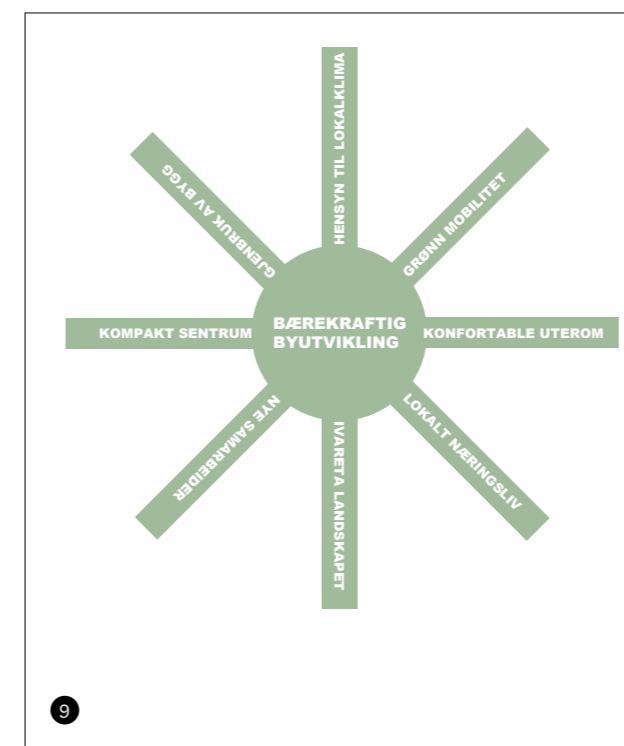 BÆREKRAFTIG
BYUTVIKLING
HENSYN TIL LOKALKLIMA
GRØNN MOBILITET
KONFORTABLE UTEROM
LOKALT NÆRINGSLIV
IVARETA LANDSKAPET
NYE SAMARBEIDER
KOMPAKT SENTRUM
GJENBRUK AV BYGG
9